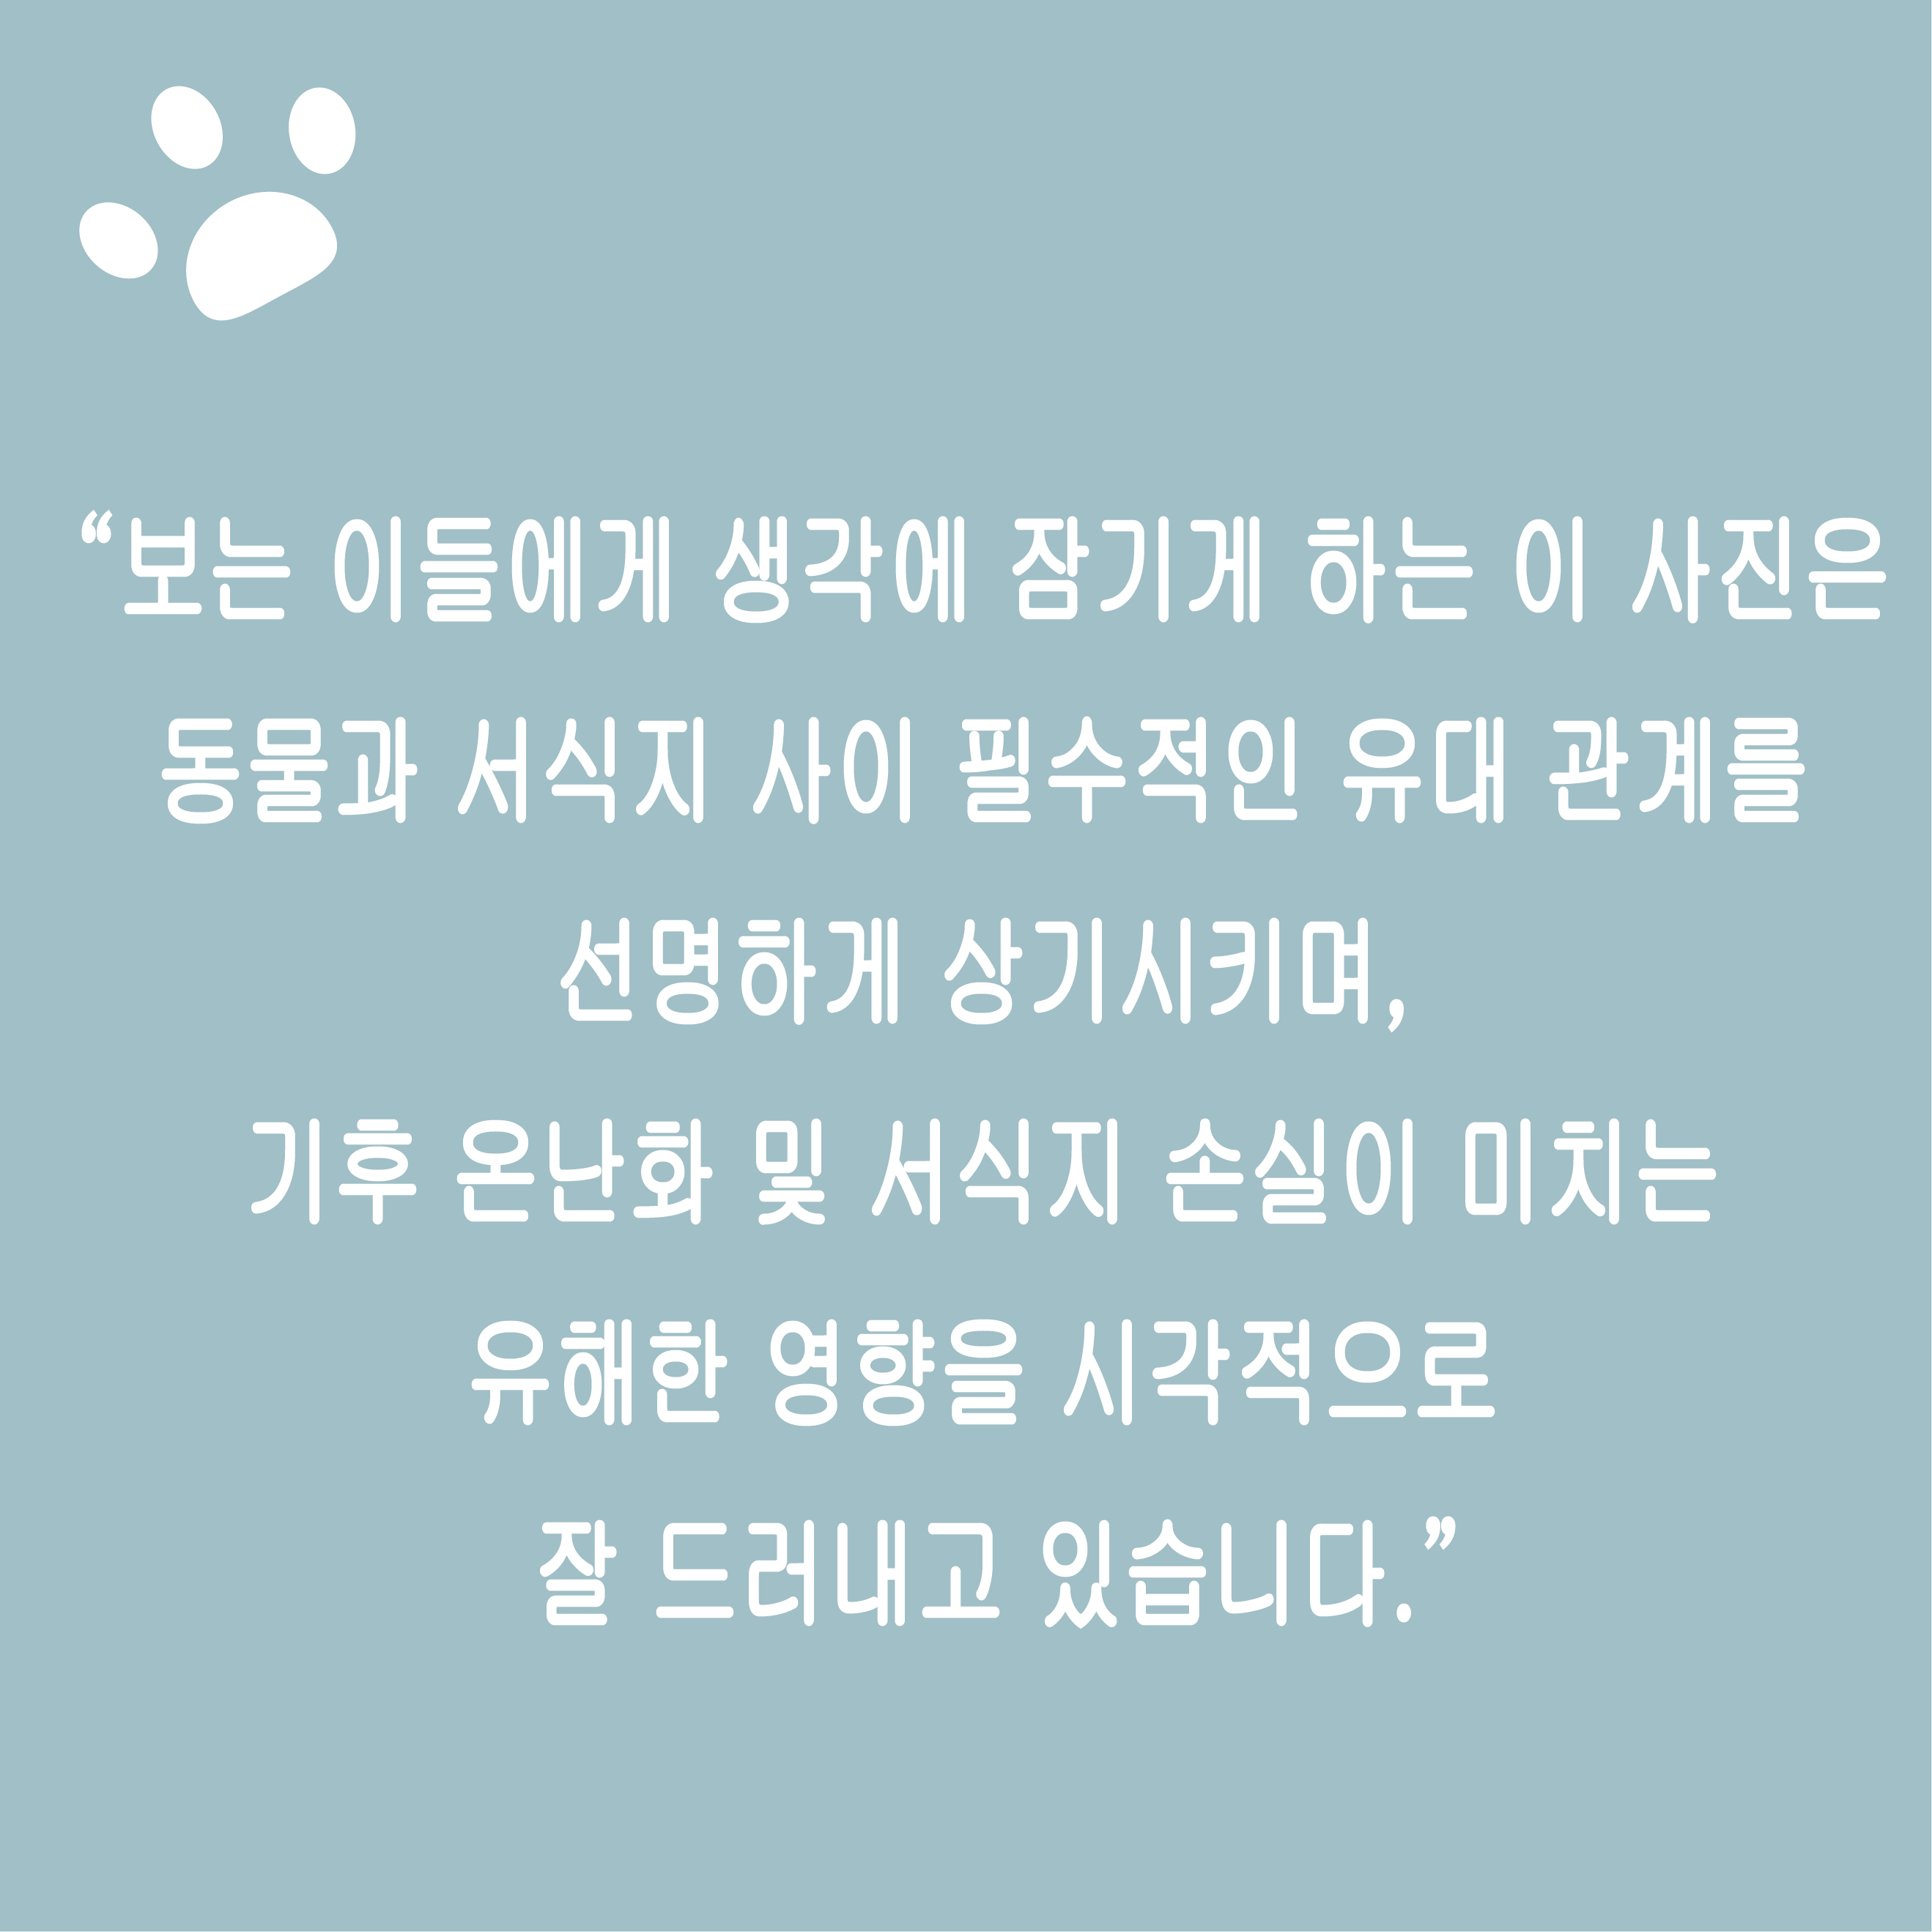 “보는 이들에게 생각에 잠기게 하는 이 사진은
동물과 서식지 사이 필수적인 유대 관계를
선명하게 상기시키며,
기후 온난화 및 서식지 손실이 미치는
유해한 영향을 시각적으로
잘 드러내고 있습니다.”